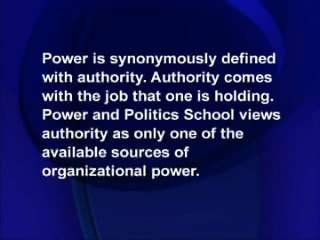 Power is synonymously defined
with authority. Authority comes
with the job that one is holding.
Power and Politics School views
authority as only one of the
available sources of
organizational power.